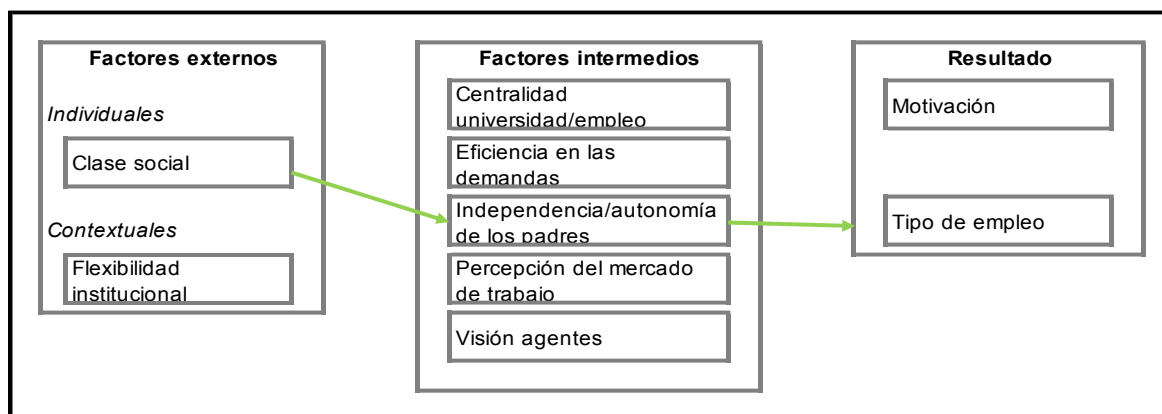 Factores externos
Individuales
Clase social
Contextuales
Flexibilidad
institucional
Factores intermedios
Centralidad
universidad/empleo
Eficiencia en las
demandas
Independencia/autonomía
de los padres
Percepción del mercado
de trabajo
Visión agentes
Resultado
Motivación
Tipo de empleo